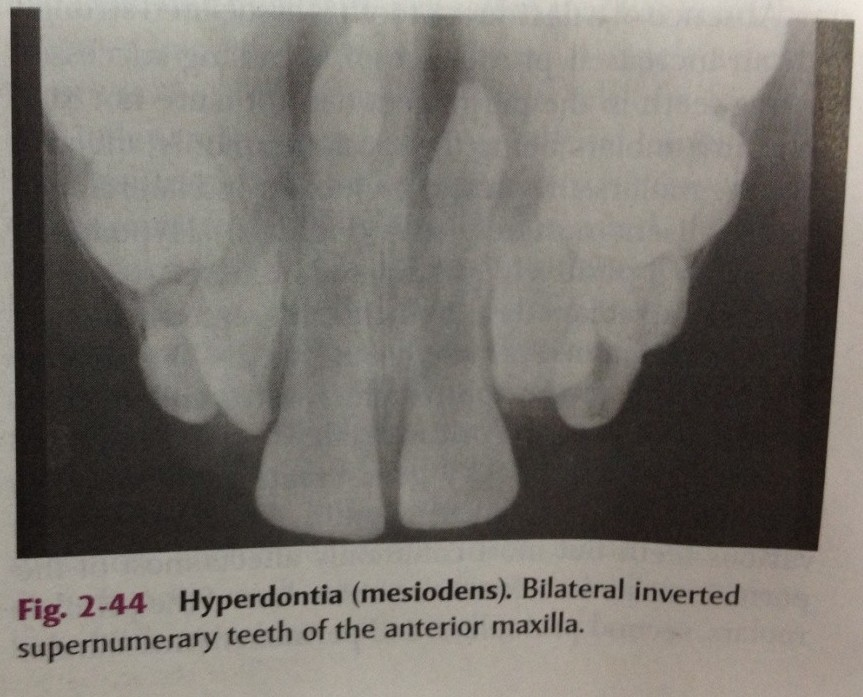 Fig. 2-44 Hyperdontia (mesiodens). Bilateral inverted
supernumerary teeth of the anterior maxilla.